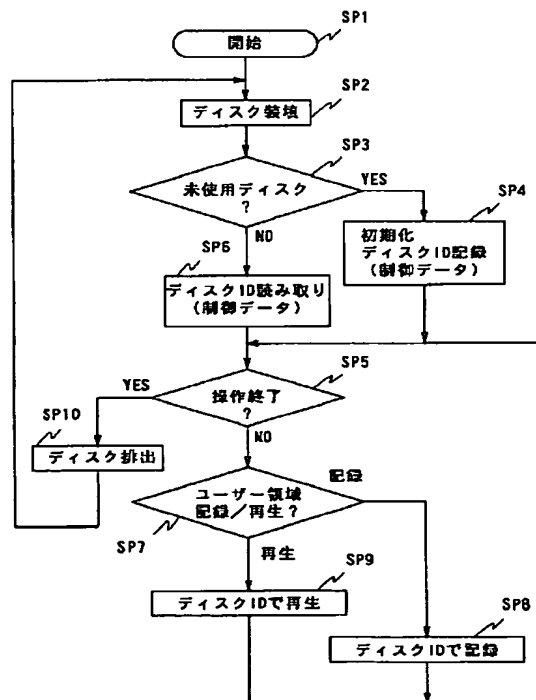 SP1
開始
SP2
ディスク装填
SP3
未使用ディスク
?
YES
NO
SP4
初期化
ディスクID記録
(制御データ)
SP6
ディスクID読み取り
(制御データ)
SP5
操作終了
?
YES
NO
SP10
ディスク排出
ユーザー領域
記録/再生?
記録
SP7
再生
SP9
ディスクIDで再生
SP8
ディスクIDで記録